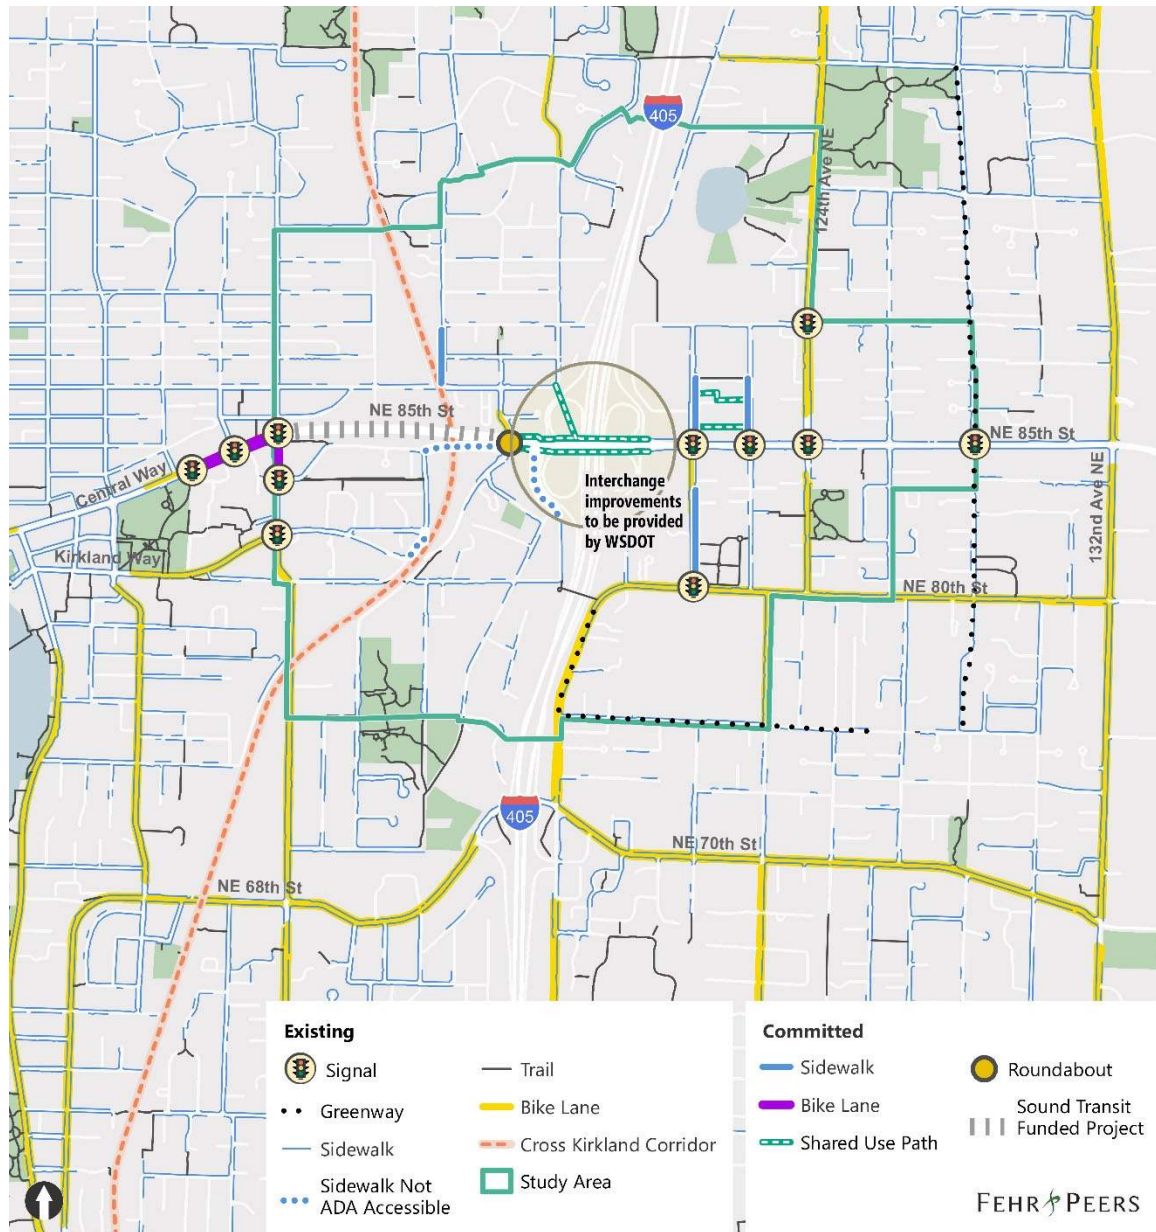 405
124th Ave NE
NE 85th St
NE 85th St
Central Way
Interchange
improvements
to be provided
by WSDOT
132nd Ave NE
Kirkland Way
NE 80th St
405
NE 70th St
NE 68th St
Existing
Signal
Greenway
Sidewalk
Sidewalk Not
ADA Accessible
Trail
Bike Lane
Cross Kirkland Corridor
Study Area
Committed
Sidewalk
Bike Lane
Shared Use Path
Roundabout
Sound Transit
Funded Project
FEHR PEERS